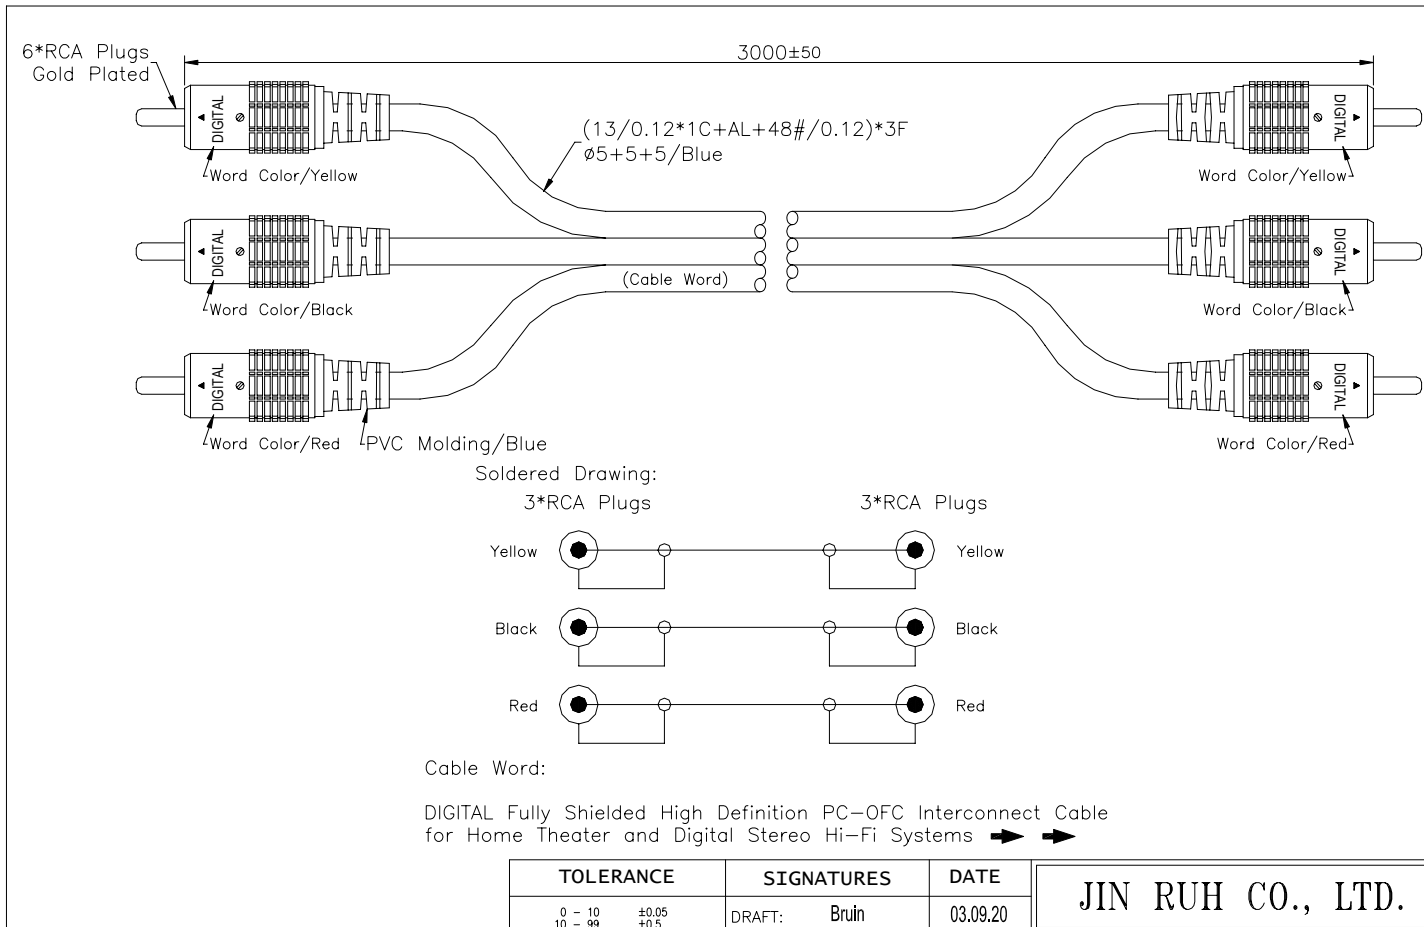 6*RCA Plugs
Gold Plated
3000±50
DIGITAL
Word Color/Yellow
(13/0.12*1C+AL+48#/0.12)*3F
ø5+5+5/Blue
DIGITAL
Word Color/Yellow
DIGITAL
Word Color/Black
(Cable Word)
DIGITAL
Word Color/Black
DIGITAL
Word Color/Red
PVC Molding/Blue
DIGITAL
Word Color/Red
Soldered Drawing:
3*RCA Plugs
3*RCA Plugs
Yellow
Yellow
Black
Black
Red
Red
Cable Word:
DIGITAL Fully Shielded High Definition PC-OFC Interconnect Cable
for Home Theater and Digital Stereo Hi-Fi Systems
TOLERANCE SIGNATURES DATE
JIN RUH CO., LTD.
0 - 10 ±0.05
DRAFT: Bruin 03.09.20
10 - 99 ±0.5